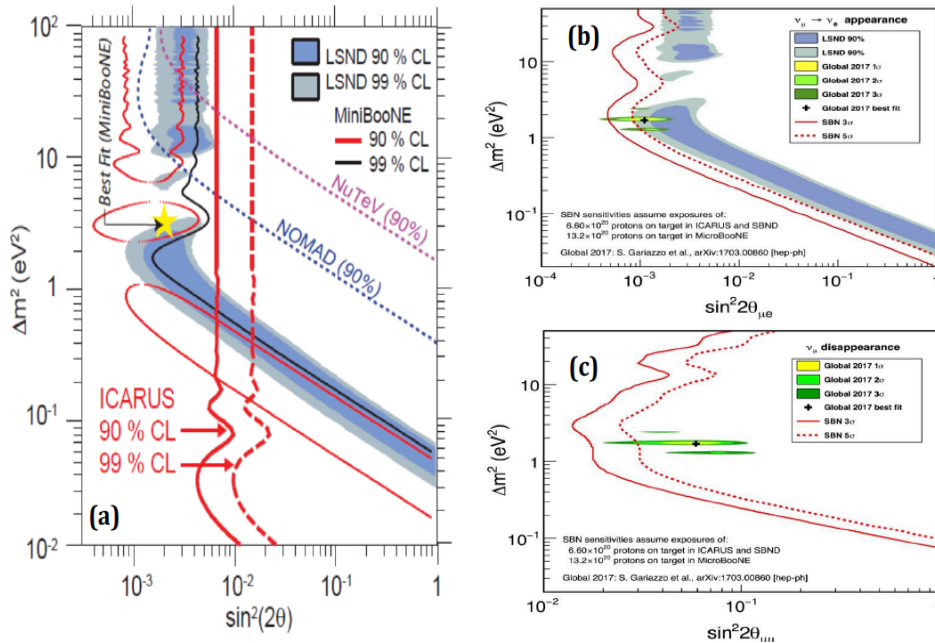 10²
10
1
10⁻¹
10⁻²
Δm² (eV²)
10⁻³
10⁻²
10⁻¹
1
sin²(2θ)
LSND 90 % CL
LSND 99 % CL
MiniBooNE
90 % CL
99 % CL
Best Fit (MiniBooNE)
NuTeV (90%)
NOMAD (90%)
ICARUS
90 % CL
99 % CL
(a)
(b)
νμ → νe appearance
LSND 90%
LSND 99%
Global 2017 1σ
Global 2017 2σ
Global 2017 3σ
Global 2017 best fit
SBN 3σ
SBN 5σ
10
1
10⁻¹
Δm² (eV²)
SBN sensitivities assume exposures of:
6.60×10²⁰ protons on target in ICARUS and SBND
13.2×10²⁰ protons on target in MicroBooNE
Global 2017: S. Gariazzo et al., arXiv:1703.00860 [hep-ph]
10⁻⁴
10⁻³
10⁻²
10⁻¹
1
sin²2θμe
(c)
νμ disappearance
Global 2017 1σ
Global 2017 2σ
Global 2017 3σ
Global 2017 best fit
SBN 3σ
SBN 5σ
10
1
10⁻¹
Δm² (eV²)
SBN sensitivities assume exposures of:
6.60×10²⁰ protons on target in ICARUS and SBND
13.2×10²⁰ protons on target in MicroBooNE
Global 2017: S. Gariazzo et al., arXiv:1703.00860 [hep-ph]
10⁻²
10⁻¹
1
sin²2θμμ